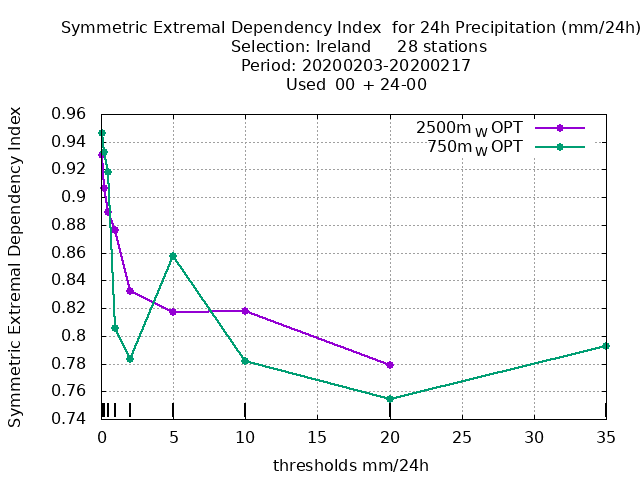 Symmetric Extremal Dependency Index  for 24h Precipitation (mm/24h)
Selection: Ireland     28 stations
Period: 20200203-20200217
Used  00  + 24-00
Symmetric Extremal Dependency Index
0.96
0.94
0.92
0.9
0.88
0.86
0.84
0.82
0.8
0.78
0.76
0.74
2500m W OPT
750m W OPT
0 5 10 15 20 25 30 35
thresholds mm/24h